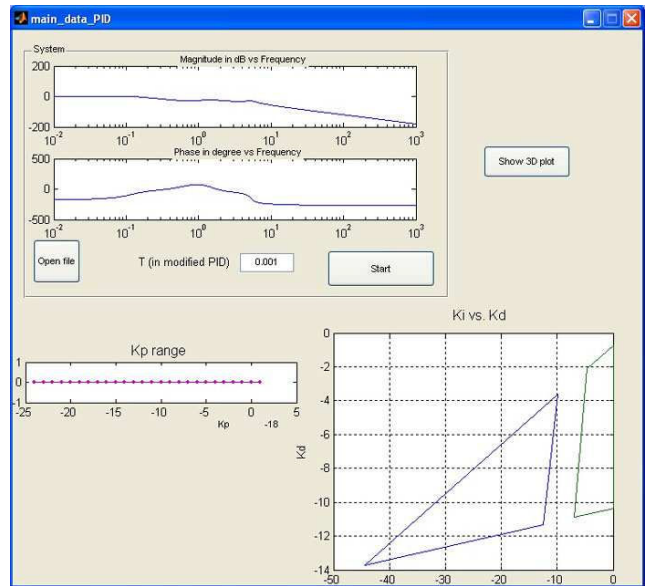 main_data_PID
System
Magnitude in dB vs Frequency
200
0
-200
10^-2 10^-1 10^0 10^1 10^2 10^3
Phase in degree vs Frequency
500
0
-500
10^-2 10^-1 10^0 10^1 10^2 10^3
Show 3D plot
Open file
T (in modified PID)
0.001
Start
Kp range
1
0
-1
-25 -20 -15 -10 -5 0 5
Kp
-18
Ki vs. Kd
0
-2
-4
-6
-8
-10
-12
-14
Kd
-50 -40 -30 -20 -10 0